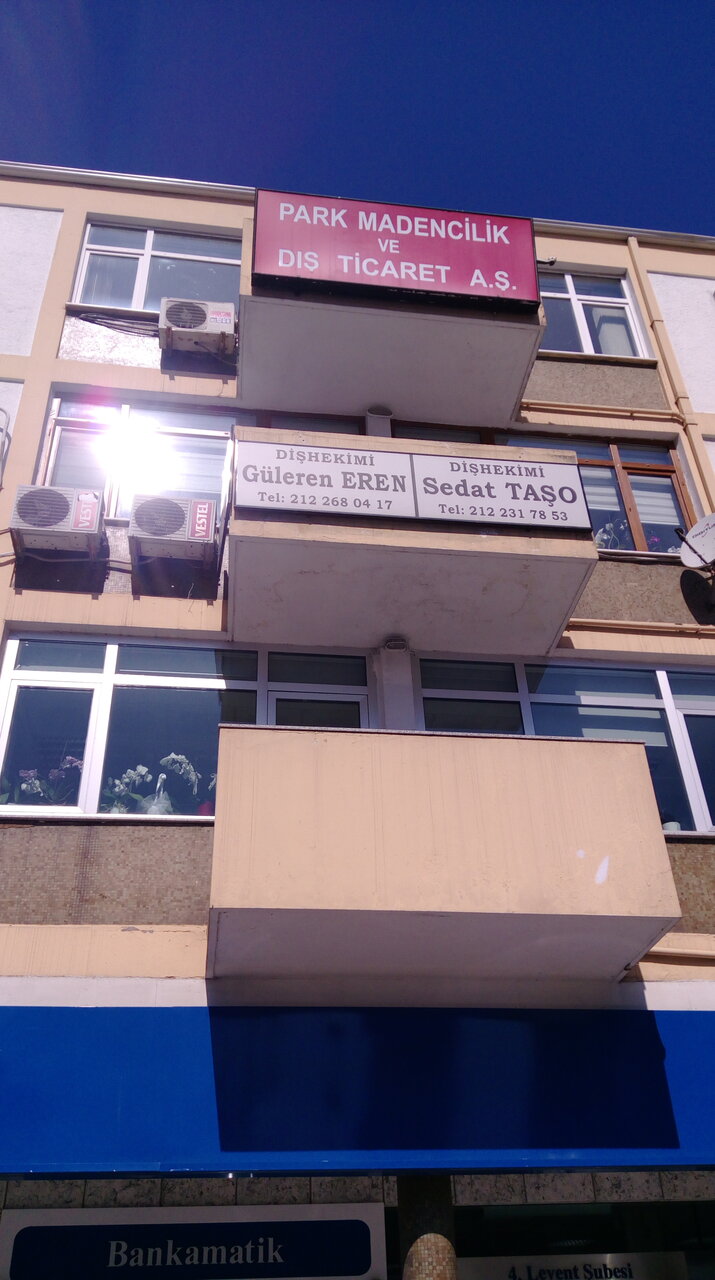 PARK MADENCİLİK
VE
DIŞ TİCARET A.Ş.
DİŞHEKİMİ
Güleren EREN
Tel: 212 268 04 17
DİŞHEKİMİ
Sedat TAŞO
Tel: 212 231 78 53
VESTEL
VESTEL
Bankamatik
4. Levent Şubesi